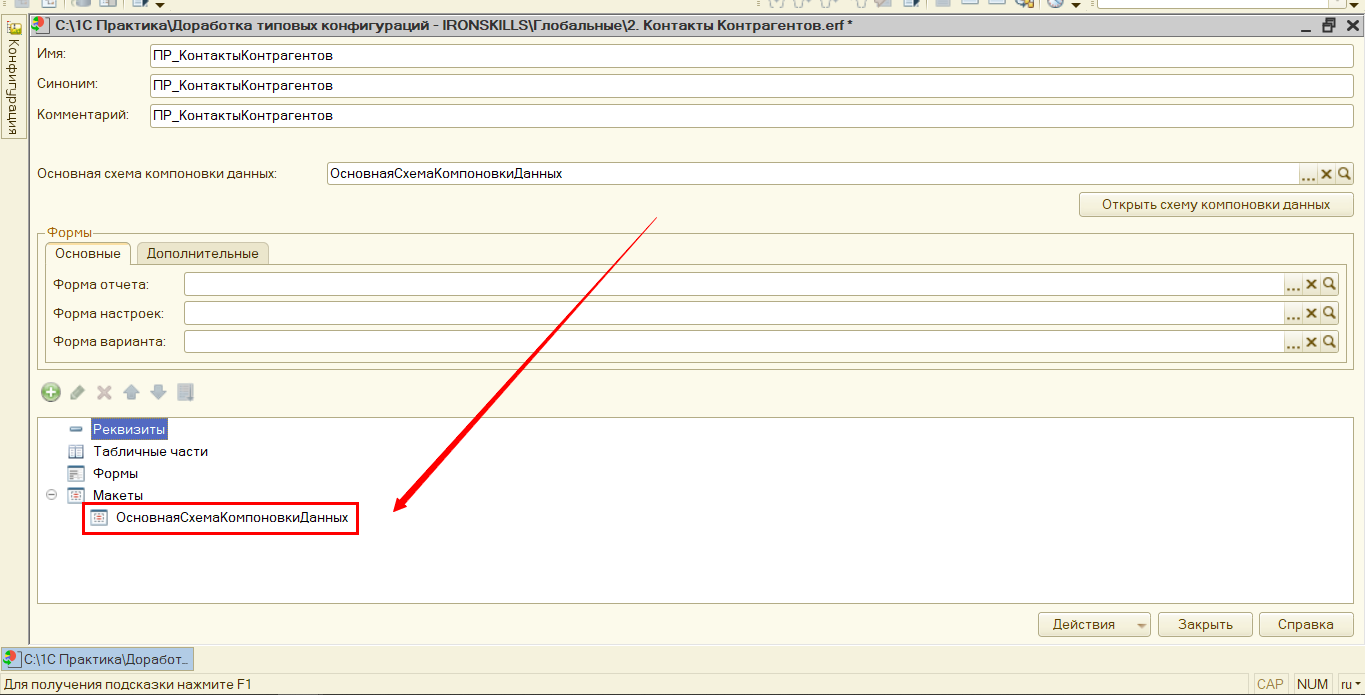 C:\1С Практика\Доработка типовых конфигураций - IRONSKILLS\Глобальные\2. Контакты Контрагентов.erf *
Конфигурация
Имя: ПР_КонтактыКонтрагентов
Синоним: ПР_КонтактыКонтрагентов
Комментарий: ПР_КонтактыКонтрагентов
Основная схема компоновки данных: ОсновнаяСхемаКомпоновкиДанных ...
Открыть схему компоновки данных
Формы
Основные Дополнительные
Форма отчета: ...
Форма настроек: ...
Форма варианта: ...
Реквизиты
Табличные части
Формы
Макеты
ОсновнаяСхемаКомпоновкиДанных
Действия Закрыть Справка
C:\1С Практика\Доработ...
Для получения подсказки нажмите F1 CAP NUM ru